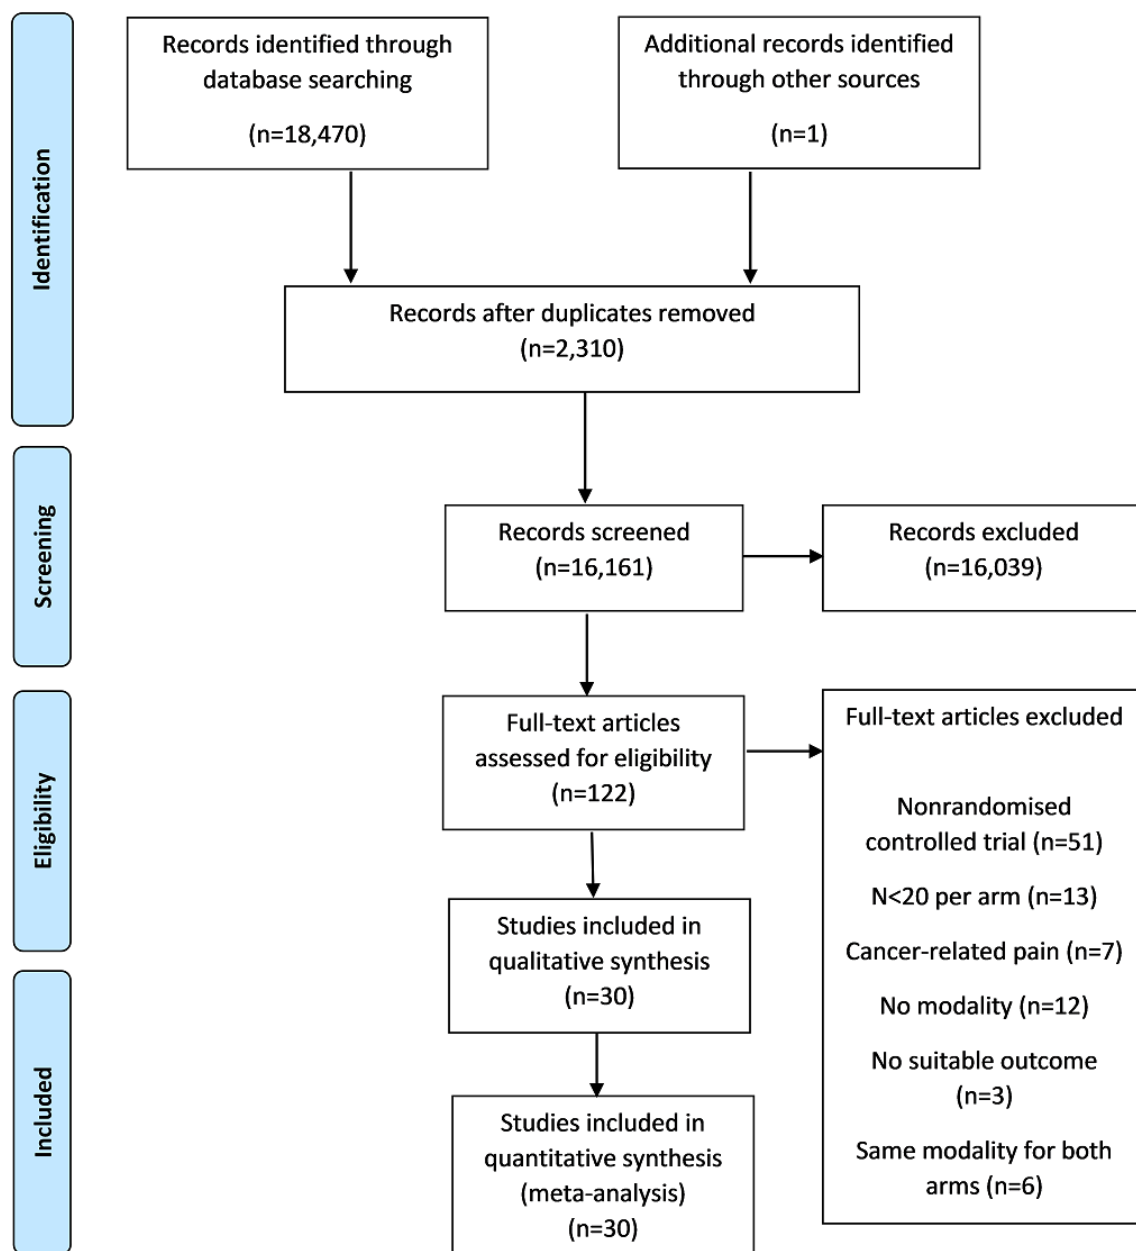 Identification
Records identified through
database searching
(n=18,470)
Additional records identified
through other sources
(n=1)
Records after duplicates removed
(n=2,310)
Screening
Records screened
(n=16,161)
Records excluded
(n=16,039)
Eligibility
Full-text articles
assessed for eligibility
(n=122)
Full-text articles excluded
Nonrandomised
controlled trial (n=51)
N<20 per arm (n=13)
Cancer-related pain (n=7)
No modality (n=12)
No suitable outcome
(n=3)
Same modality for both
arms (n=6)
Studies included in
qualitative synthesis
(n=30)
Included
Studies included in
quantitative synthesis
(meta-analysis)
(n=30)